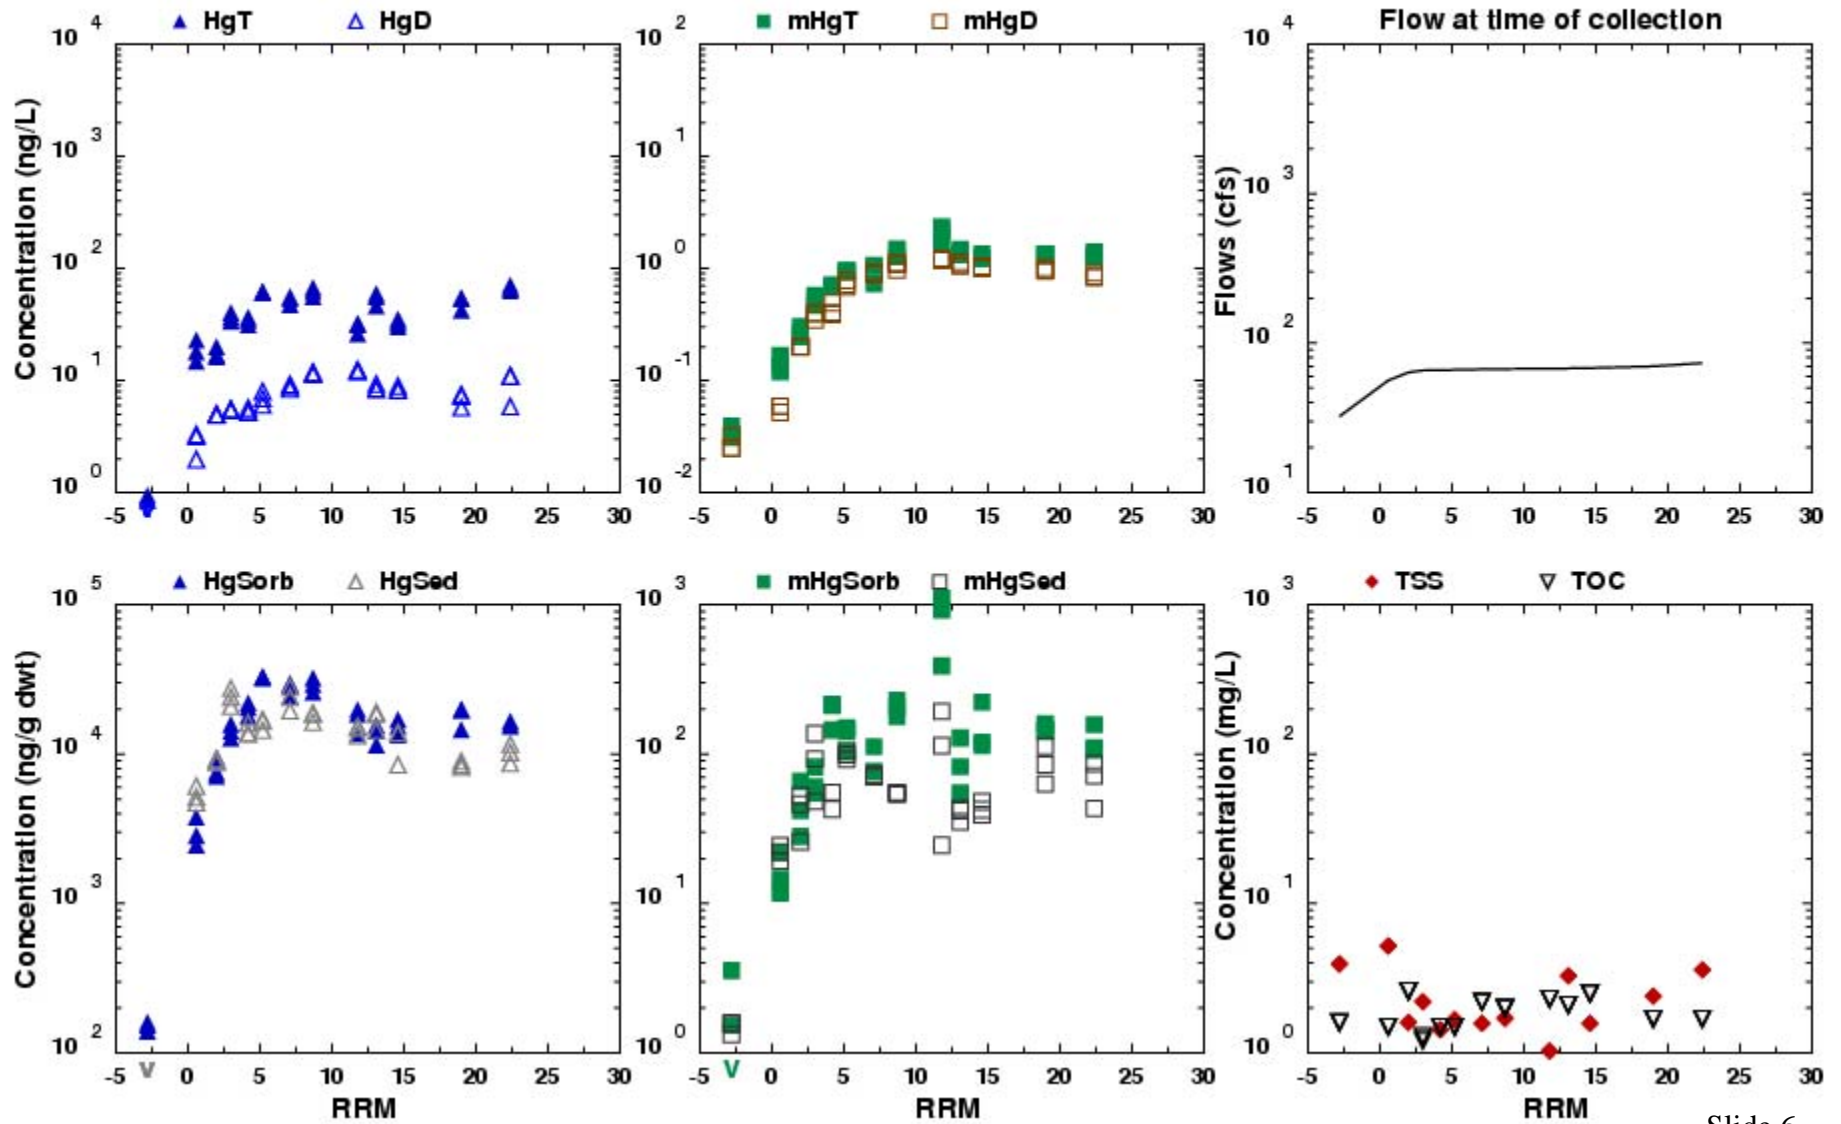 HgT HgD
mHgT mHgD
Flow at time of collection
Concentration (ng/L)
10 4
10 3
10 2
10 1
10 0
-5 0 5 10 15 20 25 30
10 2
10 1
10 0
10 -1
10 -2
-5 0 5 10 15 20 25 30
Flows (cfs)
10 4
10 3
10 2
10 1
-5 0 5 10 15 20 25 30
HgSorb HgSed
mHgSorb mHgSed
TSS TOC
Concentration (ng/g dwt)
10 5
10 4
10 3
10 2
-5 0 5 10 15 20 25 30
RRM
V
10 3
10 2
10 1
10 0
-5 0 5 10 15 20 25 30
RRM
V
Concentration (mg/L)
10 3
10 2
10 1
10 0
-5 0 5 10 15 20 25 30
RRM
Slide 6